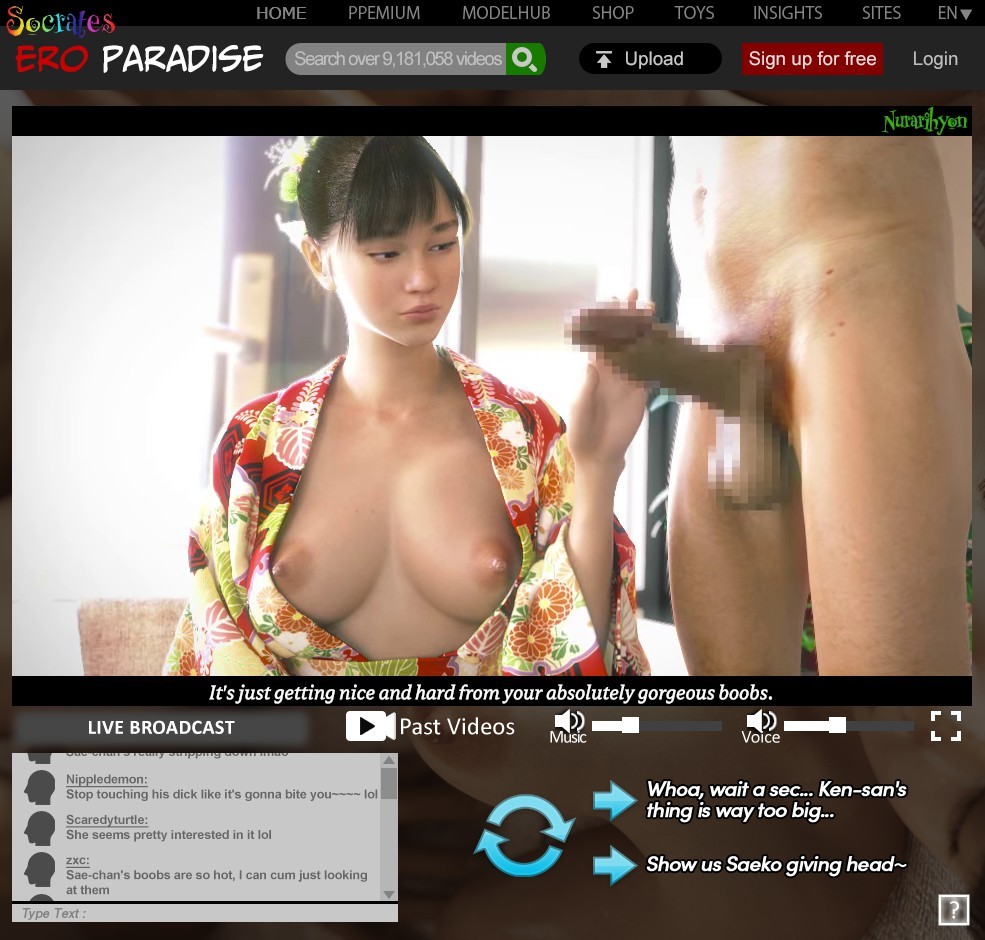 HOME PPEMIUM MODELHUB SHOP TOYS INSIGHTS SITES EN
Socrates
ERO PARADISE
Search over 9,181,058 videos
Upload
Sign up for free
Login
Nurarihyon
It's just getting nice and hard from your absolutely gorgeous boobs.
LIVE BROADCAST
Past Videos
Music
Voice
Sae-chan's really stripping down lmao
Nippledemon:
Stop touching his dick like it's gonna bite you~~~~ lol
Scaredyturtle:
She seems pretty interested in it lol
zxc:
Sae-chan's boobs are so hot, I can cum just looking
at them
Type Text :
Whoa, wait a sec... Ken-san's
thing is way too big...
Show us Saeko giving head~
?